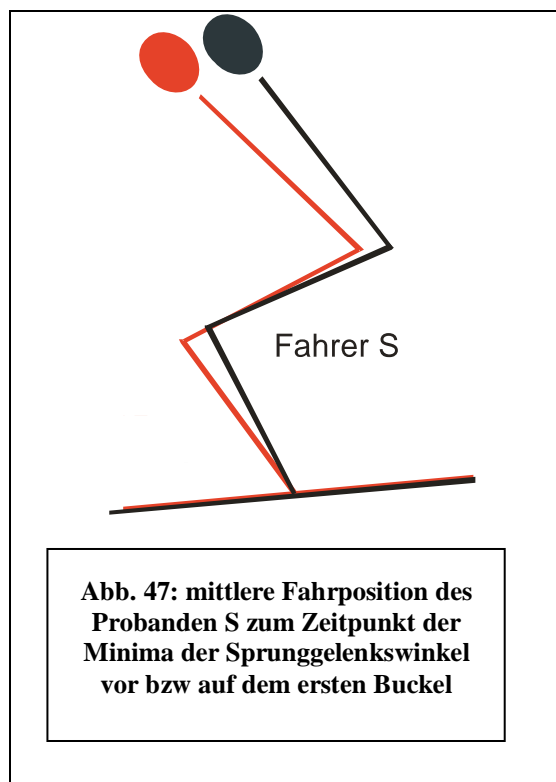 Fahrer S
Abb. 47: mittlere Fahrposition des
Probanden S zum Zeitpunkt der
Minima der Sprunggelenkswinkel
vor bzw auf dem ersten Buckel